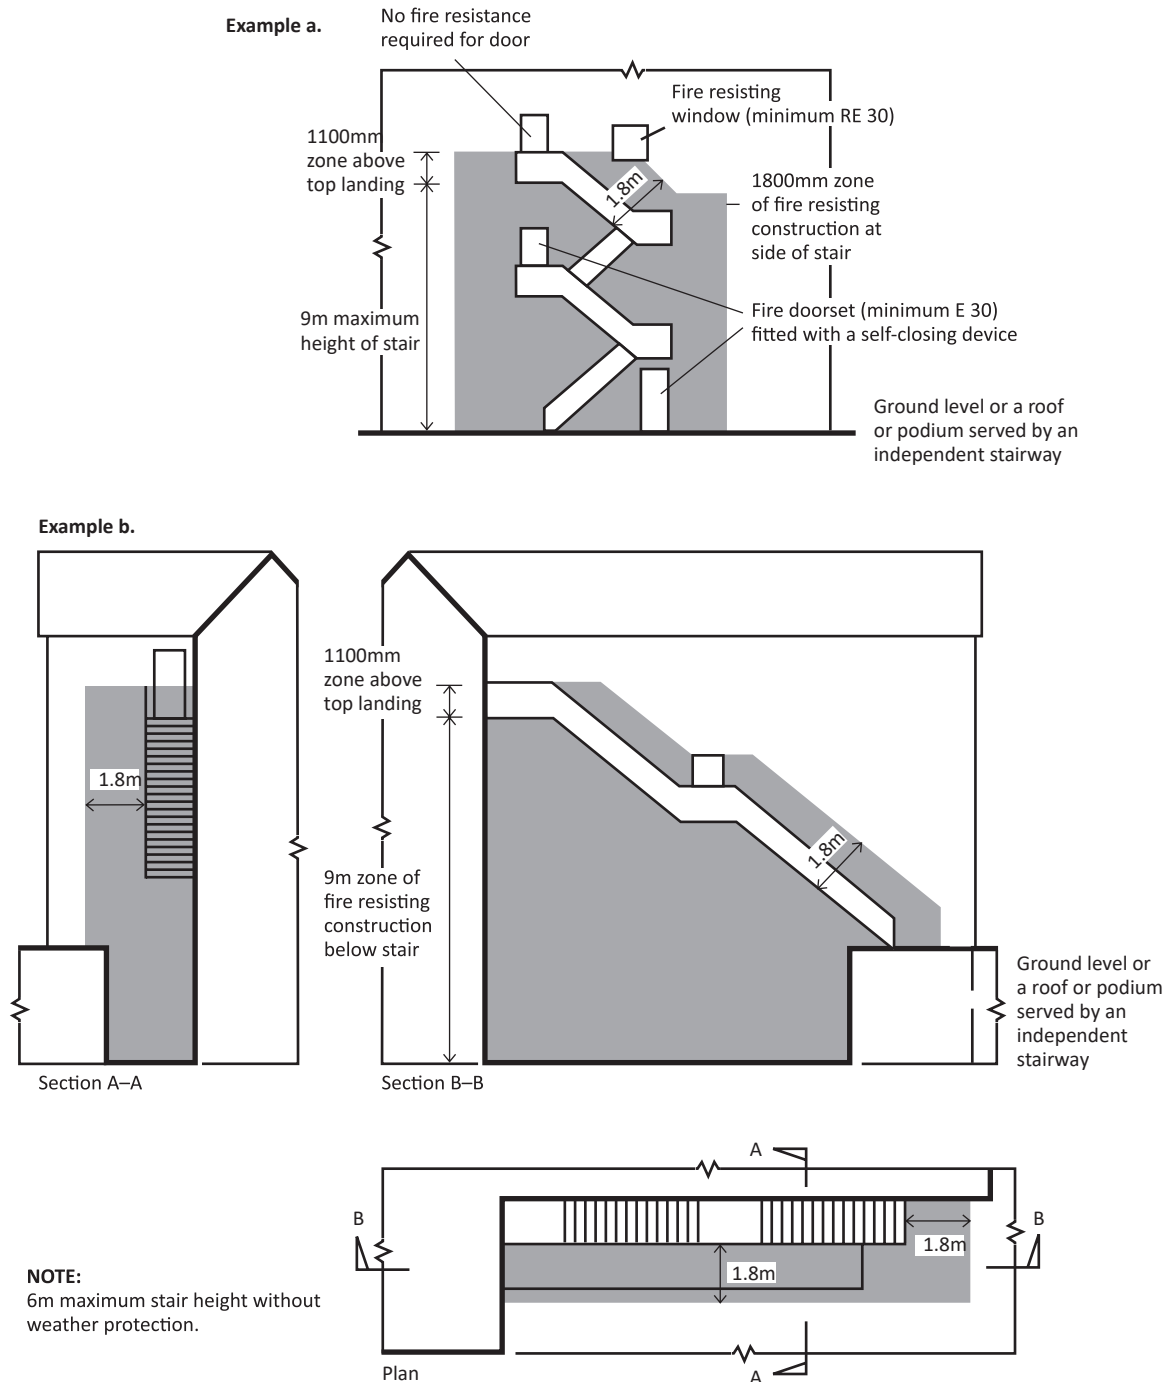 Example a.
No fire resistance
required for door
Fire resisting
window (minimum RE 30)
1100mm
zone above
top landing
1.8m
1800mm zone
of fire resisting
construction at
side of stair
9m maximum
height of stair
Fire doorset (minimum E 30)
fitted with a self-closing device
Ground level or a roof
or podium served by an
independent stairway
Example b.
1100mm
zone above
top landing
1.8m
1.8m
9m zone of
fire resisting
construction
below stair
Ground level or
a roof or podium
served by an
independent
stairway
Section A–A
Section B–B
A
B
B
1.8m
1.8m
NOTE:
6m maximum stair height without
weather protection.
Plan
A